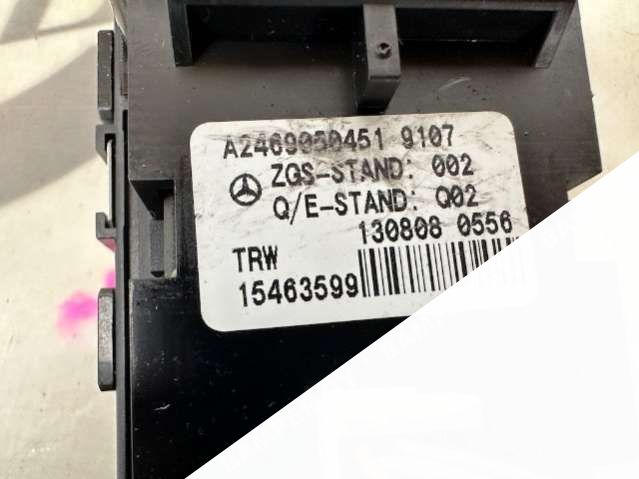 A2469050451 9107
ZGS-STAND: 002
Q/E-STAND: Q02
130808 0556
TRW
15463599